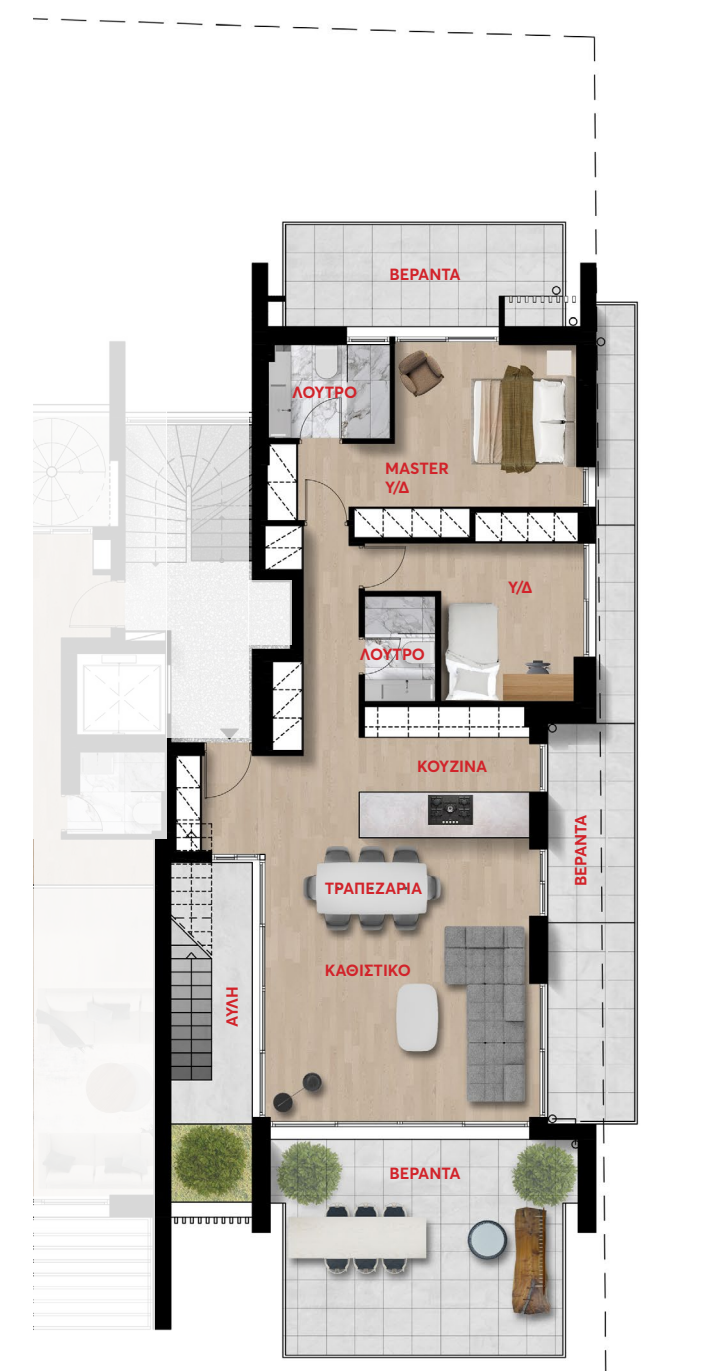 ΒΕΡΑΝΤΑ
ΛΟΥΤΡΟ
MASTER
Υ/Δ
Υ/Δ
ΛΟΥΤΡΟ
ΚΟΥΖΙΝΑ
ΒΕΡΑΝΤΑ
ΤΡΑΠΕΖΑΡΙΑ
ΚΑΘΙΣΤΙΚΟ
ΑΥΛΗ
ΒΕΡΑΝΤΑ